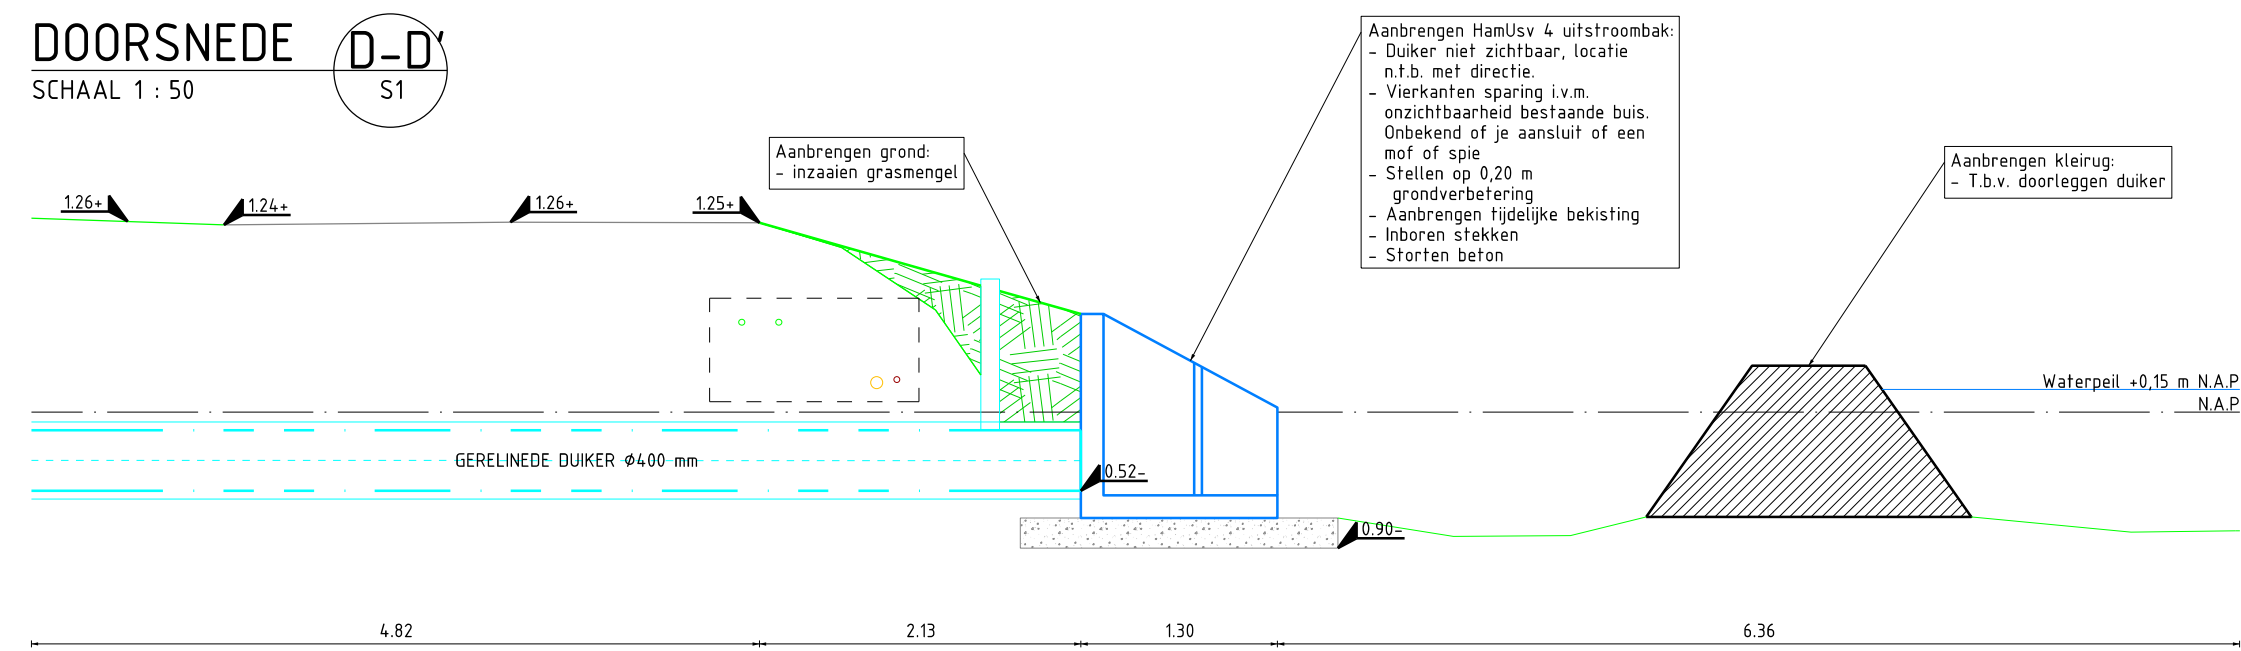 DOORSNEDE
D-D'
SCHAAL 1 : 50
S1
Aanbrengen HamUsv 4 uitstroombak:
- Duiker niet zichtbaar, locatie
n.t.b. met directie.
- Vierkanten sparing i.v.m.
onzichtbaarheid bestaande buis.
Onbekend of je aansluit of een
mof of spie
- Stellen op 0,20 m
grondverbetering
- Aanbrengen tijdelijke bekisting
- Inboren stekken
- Storten beton
Aanbrengen grond:
- inzaaien grasmengel
Aanbrengen kleirug:
- T.b.v. doorleggen duiker
1.26+
1.24+
1.26+
1.25+
Waterpeil +0,15 m N.A.P
N.A.P
GERELINEDE DUIKER Ø400 mm
0.52-
0.90-
4.82
2.13
1.30
6.36